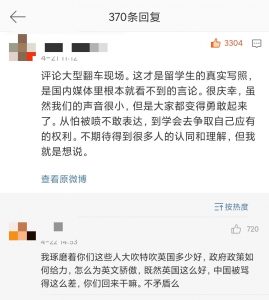 370条回复
3304
4-21 11:12
评论大型翻车现场。这才是留学生的真实写照,
是国内媒体里根本就看不到的言论。很庆幸,虽
然我们的声音很小，但是大家都变得勇敢起来
了。从怕被喷不敢表达，到学会去争取自己应有
的权利。不期待得到很多人的认同和理解，但我
就是想说。
查看原微博
按热度
720
4-22 14:53
我琢磨着你们这些人大吹特吹英国多少好，政府政策如
何给力，怎么为英文骄傲，既然英国这么好，中国被骂
得这么差，你们回来干嘛。不矛盾么